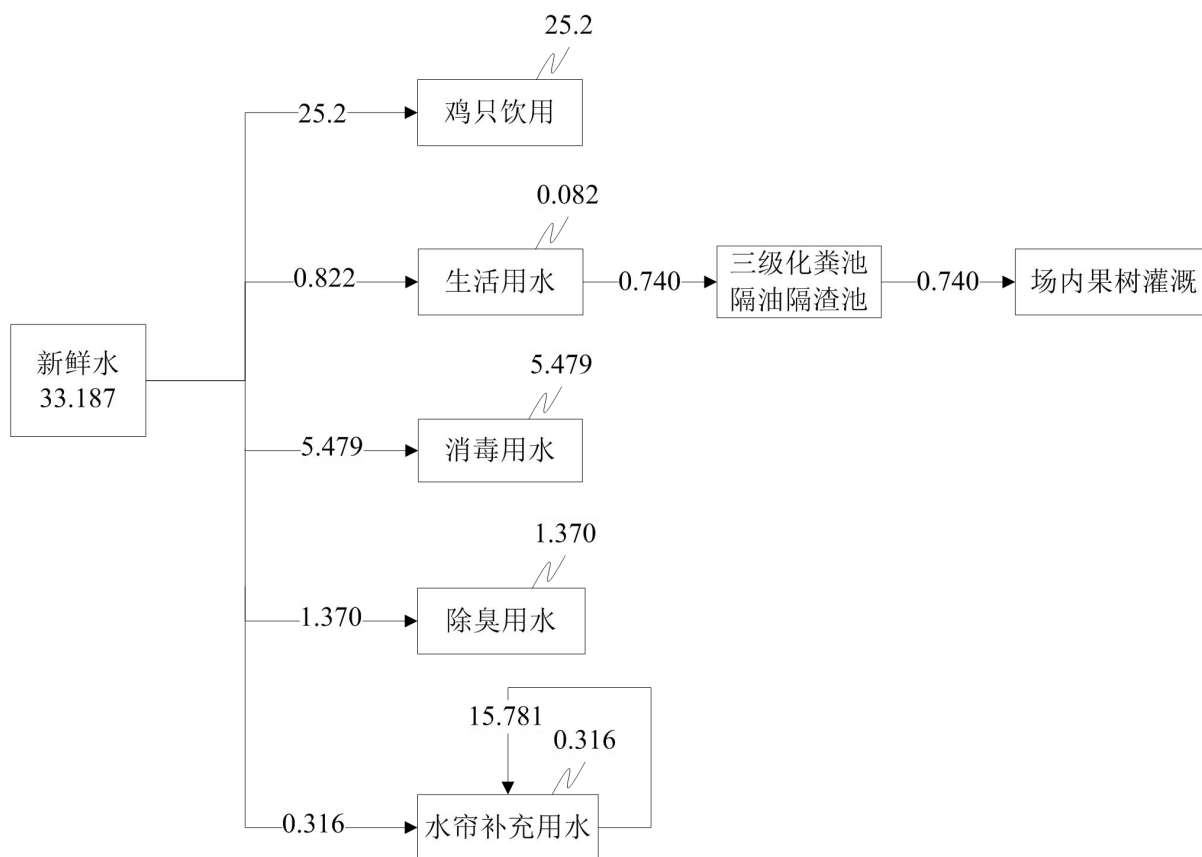 25.2
25.2
鸡只饮用
0.082
0.822
生活用水
0.740
三级化粪池
隔油隔渣池
0.740
场内果树灌溉
新鲜水
33.187
5.479
5.479
消毒用水
1.370
1.370
除臭用水
15.781
0.316
0.316
水帘补充用水